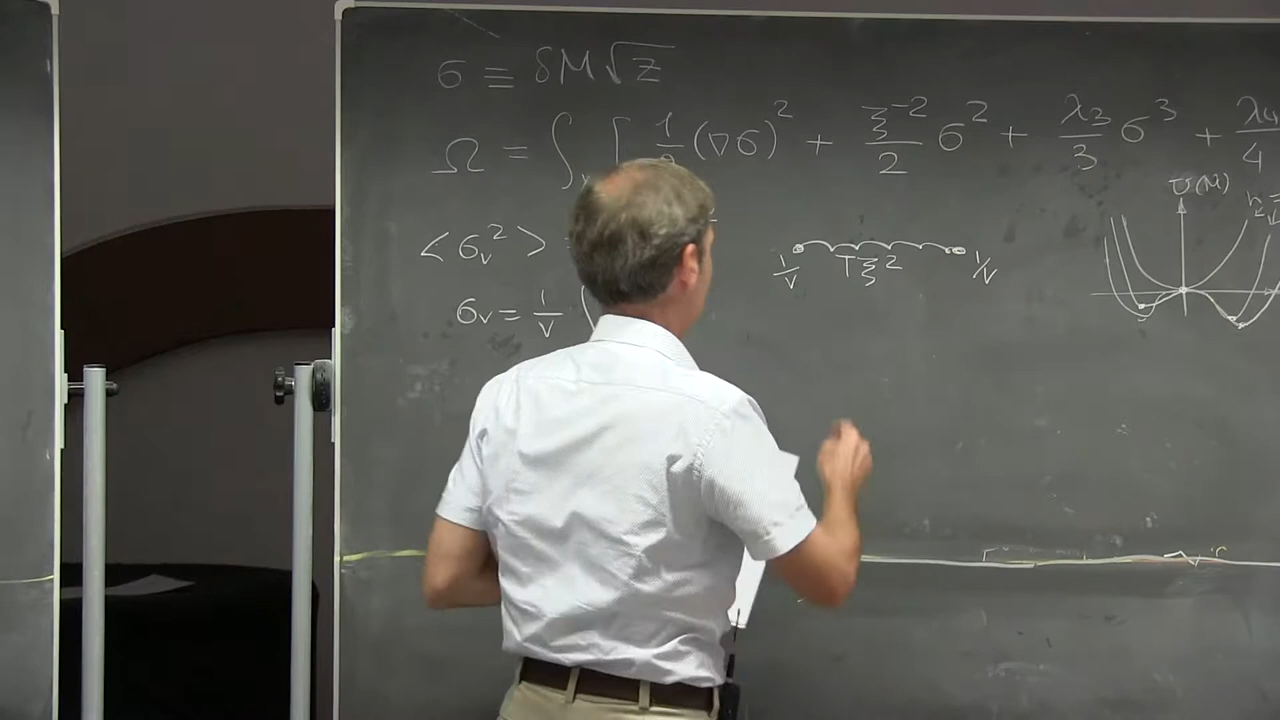 σ ≡ δM√Z
Ω = ∫ₓ [ 1/2 (∇σ)² + ξ⁻²/2 σ² + λ₃/3 σ³ + λ₄/4
U(M)
<σᵥ²>
1/V Tξ² 1/V
σᵥ = 1/V ∫